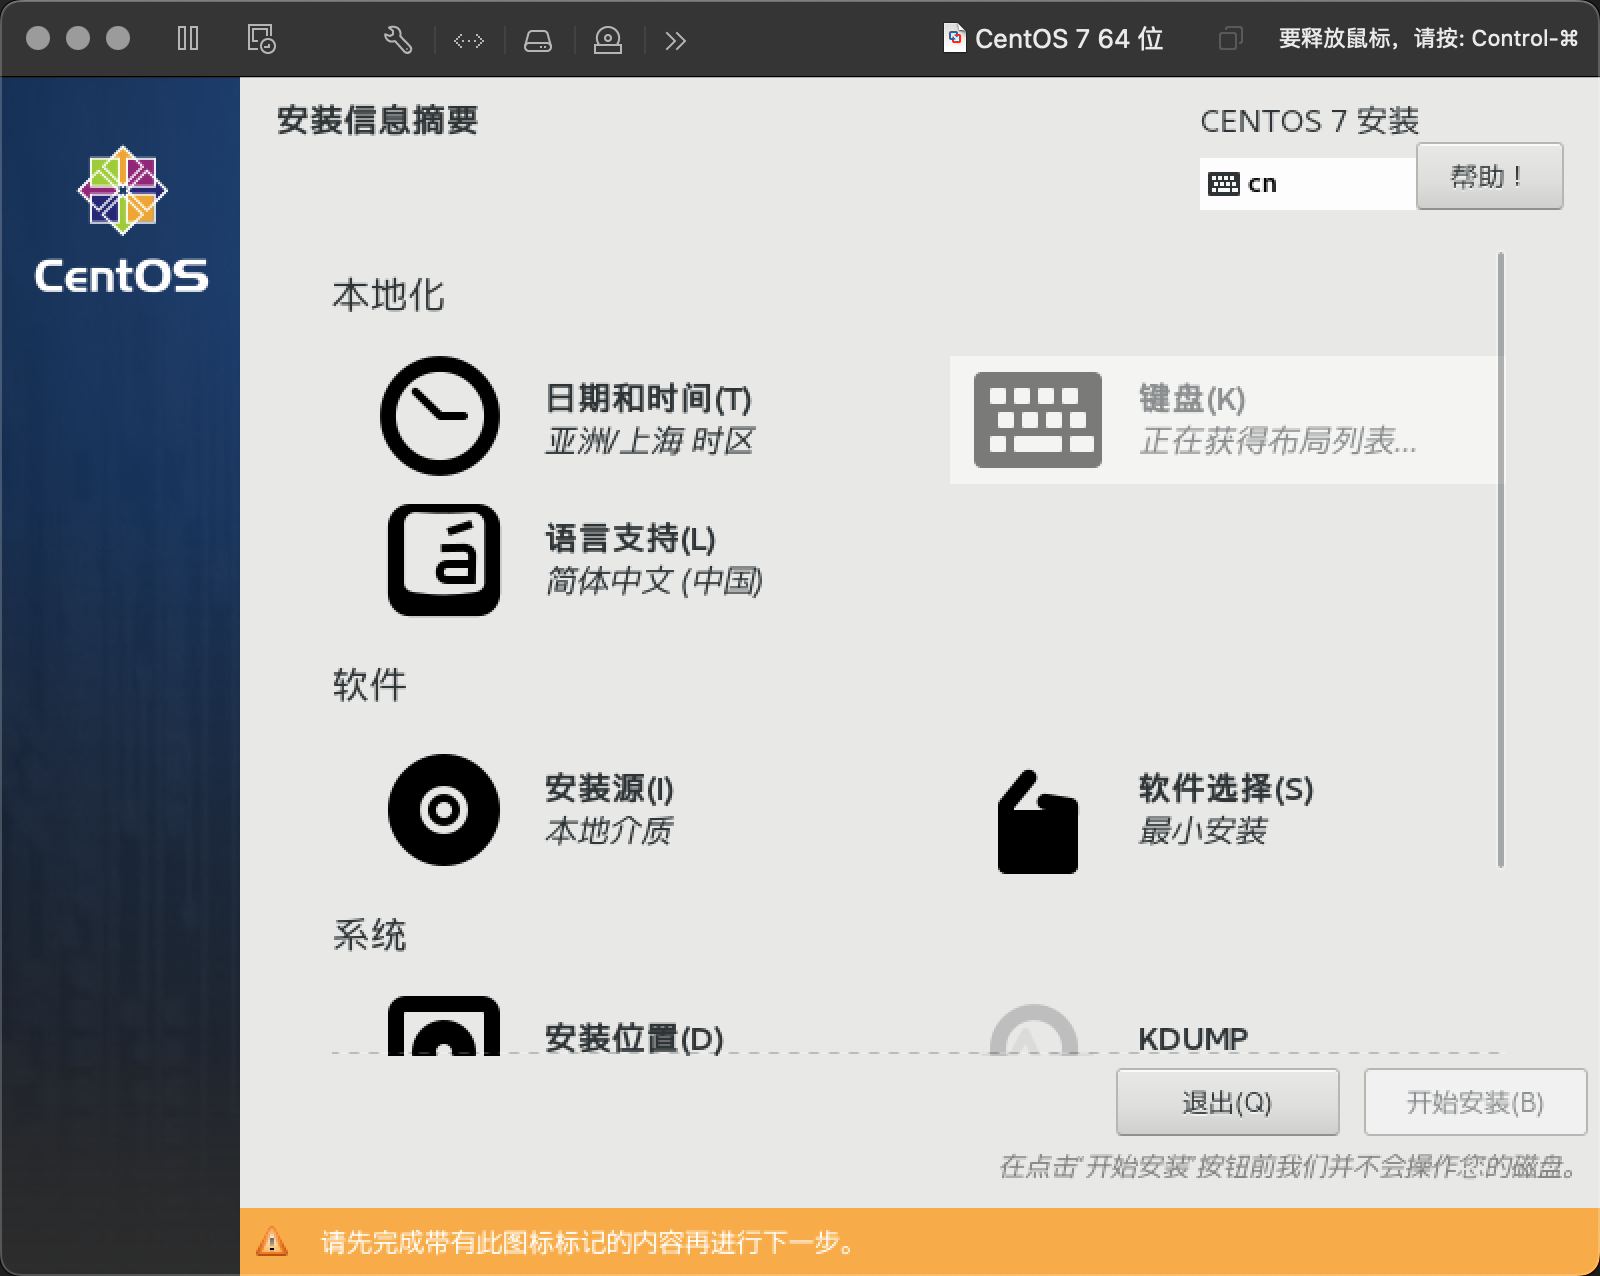 CentOS 7 64 位
要释放鼠标，请按: Control-⌘
CentOS
安装信息摘要
CENTOS 7 安装
cn
帮助！
本地化
日期和时间(T)
亚洲/上海 时区
键盘(K)
正在获得布局列表...
语言支持(L)
简体中文 (中国)
软件
安装源(I)
本地介质
软件选择(S)
最小安装
系统
安装位置(D)
KDUMP
退出(Q)
开始安装(B)
在点击“开始安装”按钮前我们并不会操作您的磁盘。
请先完成带有此图标标记的内容再进行下一步。